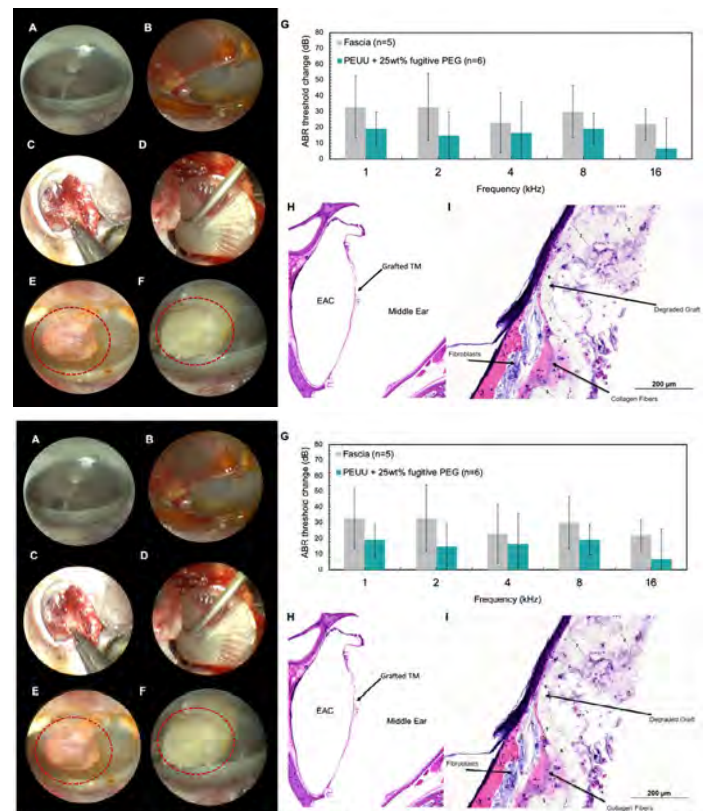 A
B
G
80
70
60
50
40
30
20
10
0
ABR threshold change (dB)
Fascia (n=5)
PEUU + 25wt% fugitive PEG (n=6)
1
2
4
8
16
Frequency (kHz)
C
D
H
I
Grafted TM
EAC
Middle Ear
Degraded Graft
Fibroblasts
Collagen Fibers
200 µm
E
F
A
B
G
80
70
60
50
40
30
20
10
0
ABR threshold change (dB)
Fascia (n=5)
PEUU + 25wt% fugitive PEG (n=6)
1
2
4
8
16
Frequency (kHz)
C
D
H
I
Grafted TM
EAC
Middle Ear
Degraded Graft
Fibroblasts
Collagen Fibers
200 µm
E
F